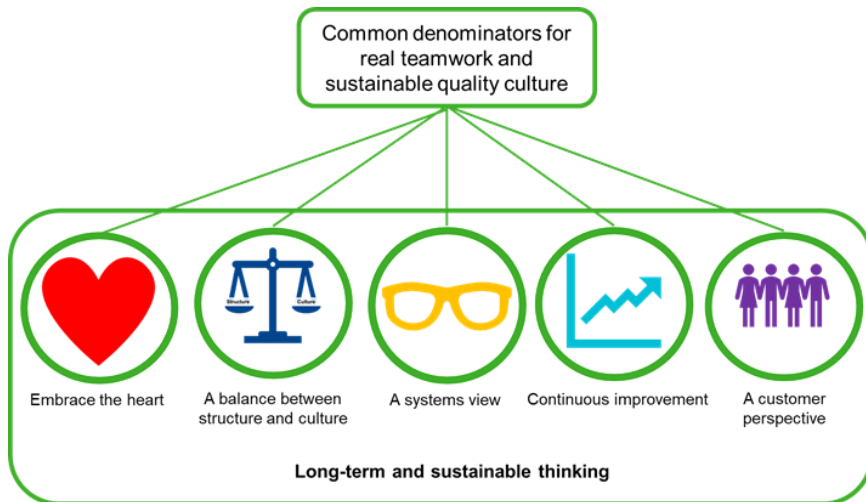 Common denominators for
real teamwork and
sustainable quality culture
Structure
Culture
Embrace the heart
A balance between
structure and culture
A systems view
Continuous improvement
A customer
perspective
Long-term and sustainable thinking